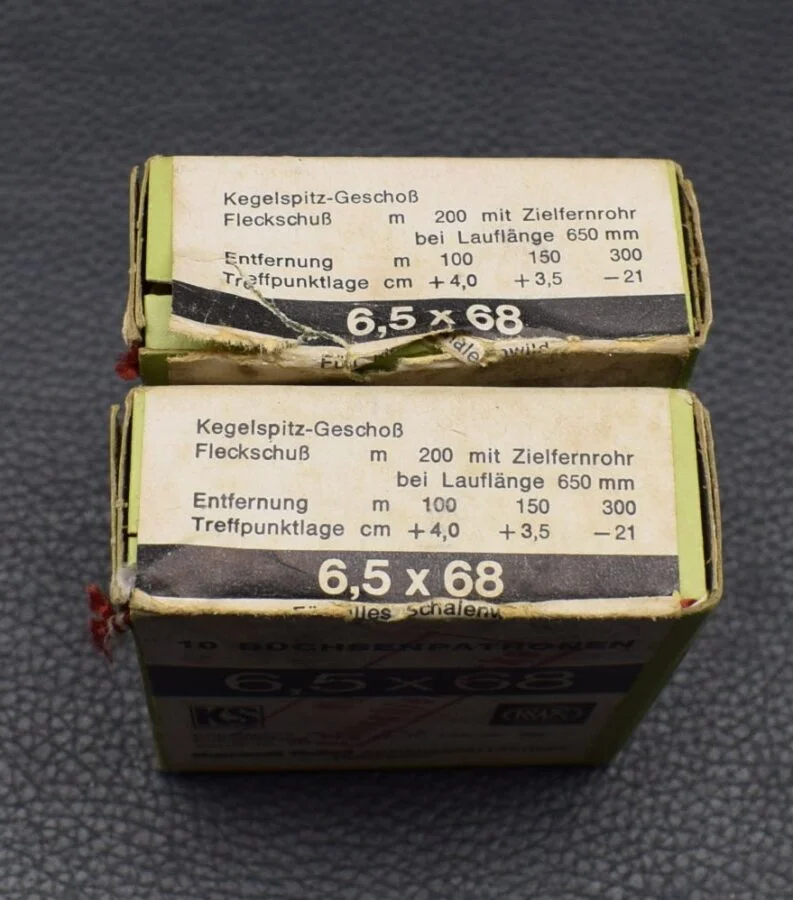 Kegelspitz-Geschoß
Fleckschuß m 200 mit Zielfernrohr
bei Lauflänge 650 mm
Entfernung m 100 150 300
Treffpunktlage cm +4,0 +3,5 −21
6,5 x 68
Kegelspitz-Geschoß
Fleckschuß m 200 mit Zielfernrohr
bei Lauflänge 650 mm
Entfernung m 100 150 300
Treffpunktlage cm +4,0 +3,5 −21
6,5 x 68
10 BÜCHSENPATRONEN
6,5 x 68
KS